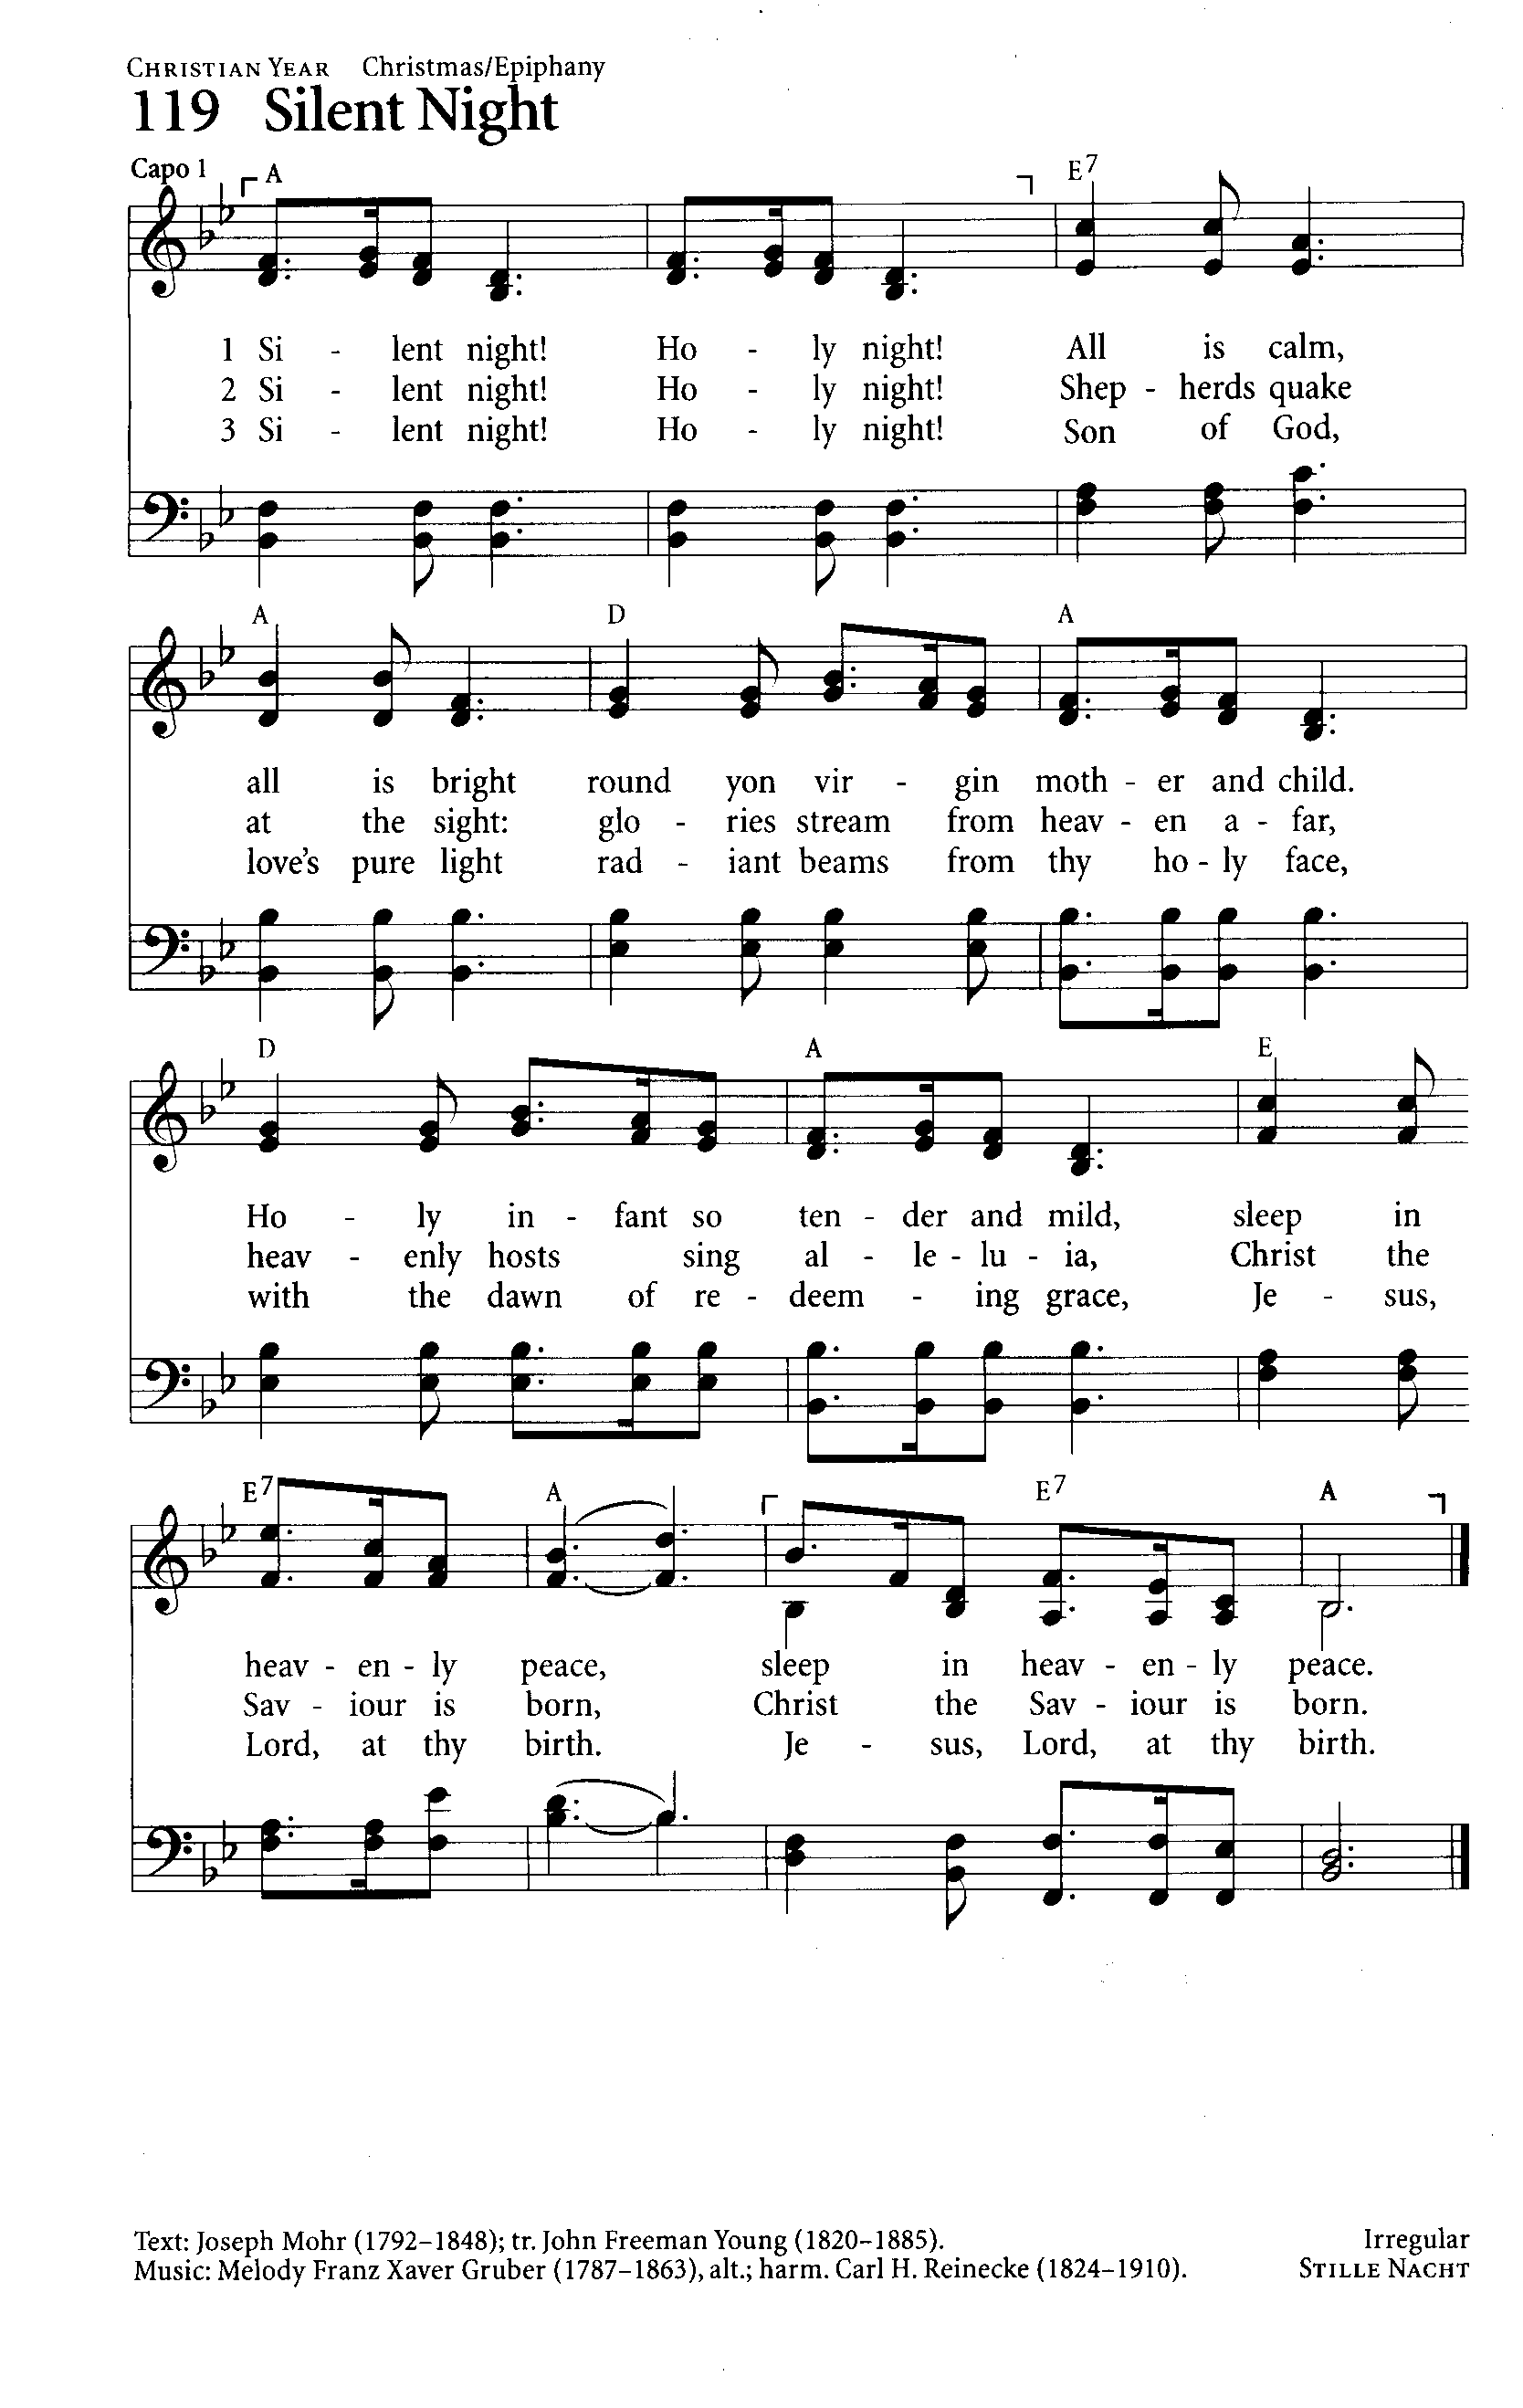 CHRISTIAN YEAR Christmas/Epiphany
119 Silent Night
Capo 1
A E7
1 Si - lent night! Ho - ly night! All is calm,
2 Si - lent night! Ho - ly night! Shep - herds quake
3 Si - lent night! Ho - ly night! Son of God,
A D A
all is bright round yon vir - gin moth - er and child.
at the sight: glo - ries stream from heav - en a - far,
love's pure light rad - iant beams from thy ho - ly face,
D A E
Ho - ly in - fant so ten - der and mild, sleep in
heav - enly hosts sing al - le - lu - ia, Christ the
with the dawn of re - deem - ing grace, Je - sus,
E7 A E7 A
heav - en - ly peace, sleep in heav - en - ly peace.
Sav - iour is born, Christ the Sav - iour is born.
Lord, at thy birth. Je - sus, Lord, at thy birth.
Text: Joseph Mohr (1792–1848); tr. John Freeman Young (1820–1885). Irregular
Music: Melody Franz Xaver Gruber (1787–1863), alt.; harm. Carl H. Reinecke (1824–1910). STILLE NACHT